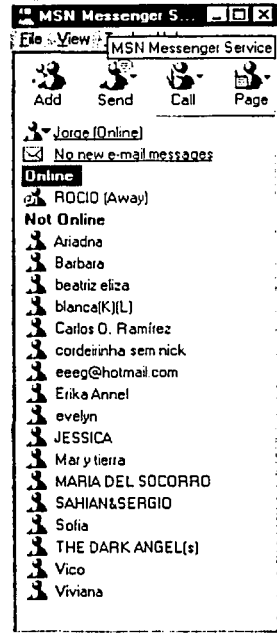 MSN Messenger S...
File View
MSN Messenger Service
Add Send Call Page
Jorge (Online)
No new e-mail messages
Online
ROCIO (Away)
Not Online
Ariadna
Barbara
beatriz eliza
blanca(K)(L)
Carlos O. Ramírez
cordeirinha sem nick
eeeg@hotmail.com
Erika Annel
evelyn
JESSICA
Mar y tierra
MARIA DEL SOCORRO
SAHIAN&SERGIO
Sofia
THE DARK ANGEL(s)
Vico
Viviana